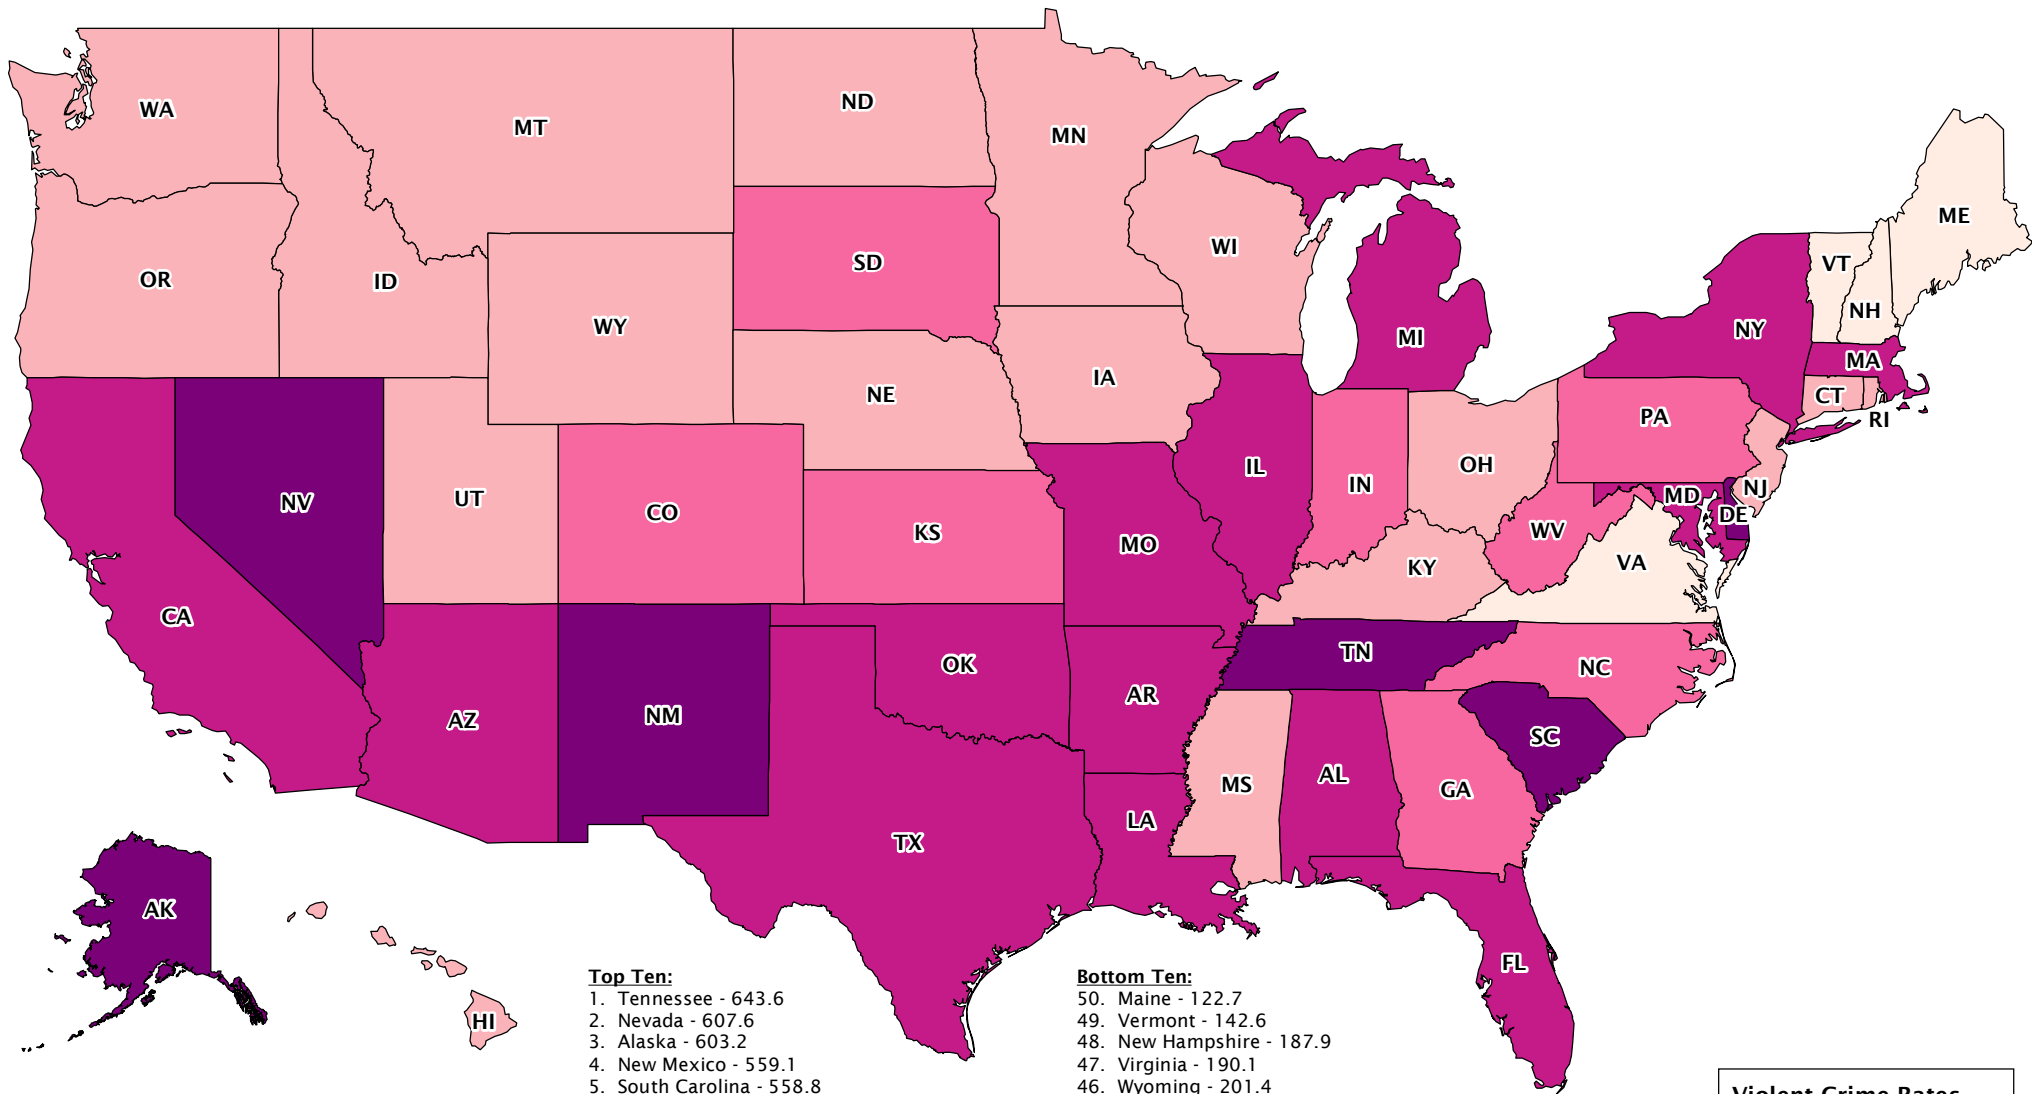 WA
MT
ND
MN
OR
ID
WY
SD
WI
MI
ME
VT
NH
NY
MA
CT
RI
IA
NE
PA
NV
UT
CO
KS
MO
IL
IN
OH
NJ
MD
DE
WV
VA
KY
CA
AZ
NM
OK
AR
TN
NC
SC
TX
LA
MS
AL
GA
FL
AK
HI
Top Ten:
1. Tennessee - 643.6
2. Nevada - 607.6
3. Alaska - 603.2
4. New Mexico - 559.1
5. South Carolina - 558.8
Bottom Ten:
50. Maine - 122.7
49. Vermont - 142.6
48. New Hampshire - 187.9
47. Virginia - 190.1
46. Wyoming - 201.4
Violent Crime Rates